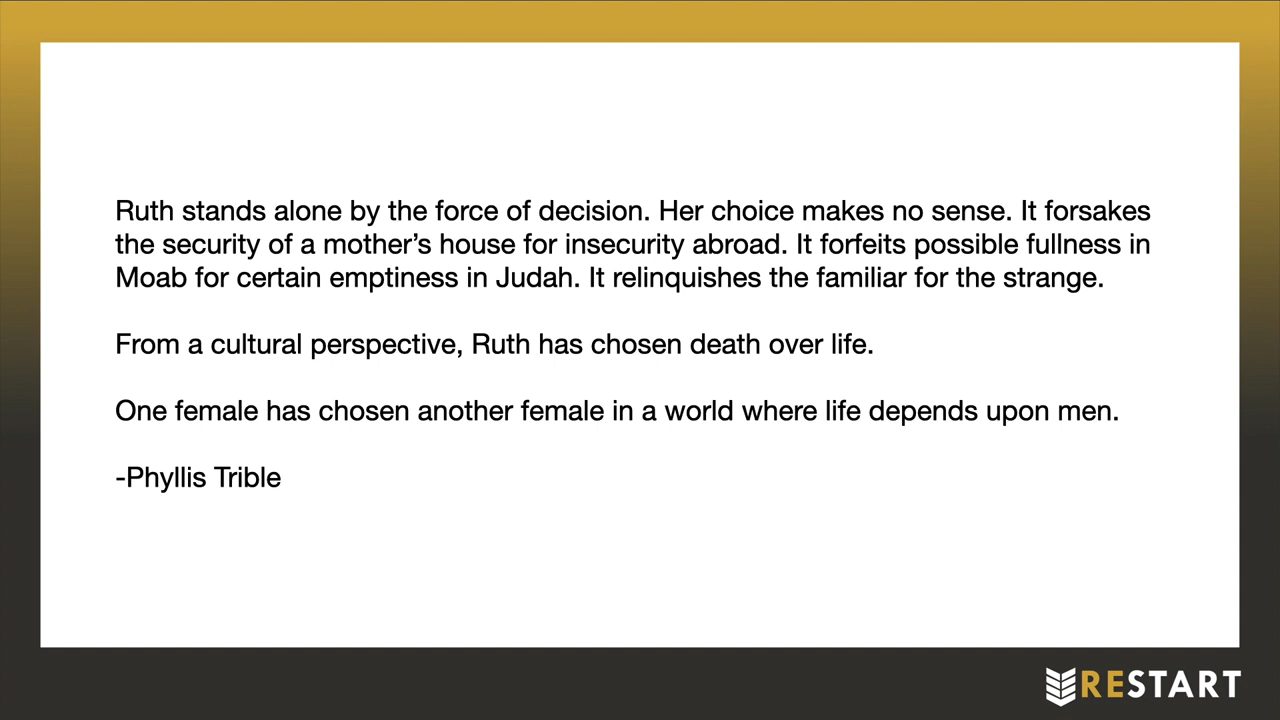 Ruth stands alone by the force of decision. Her choice makes no sense. It forsakes
the security of a mother’s house for insecurity abroad. It forfeits possible fullness in
Moab for certain emptiness in Judah. It relinquishes the familiar for the strange.
From a cultural perspective, Ruth has chosen death over life.
One female has chosen another female in a world where life depends upon men.
-Phyllis Trible
RESTART